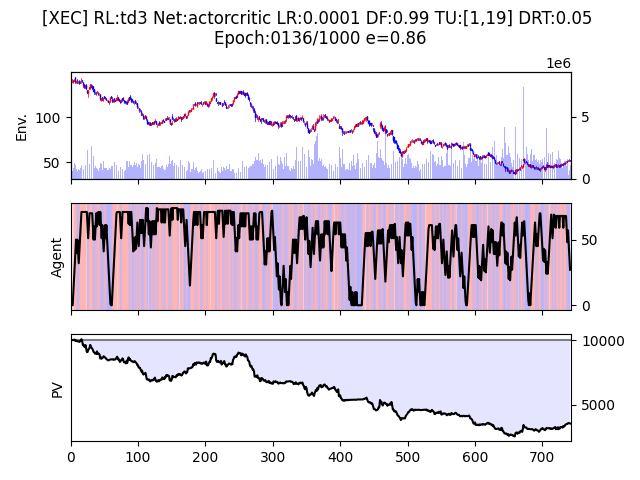 [XEC] RL:td3 Net:actorcritic LR:0.0001 DF:0.99 TU:[1,19] DRT:0.05
Epoch:0136/1000 e=0.86
1e6
Env.
100
50
5
0
Agent
50
0
PV
10000
5000
0
100
200
300
400
500
600
700